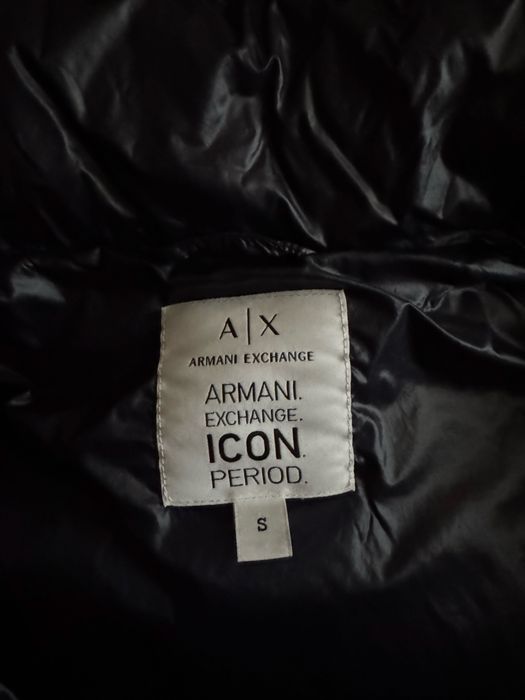 A|X
ARMANI EXCHANGE
ARMANI.
EXCHANGE.
ICON.
PERIOD.
S